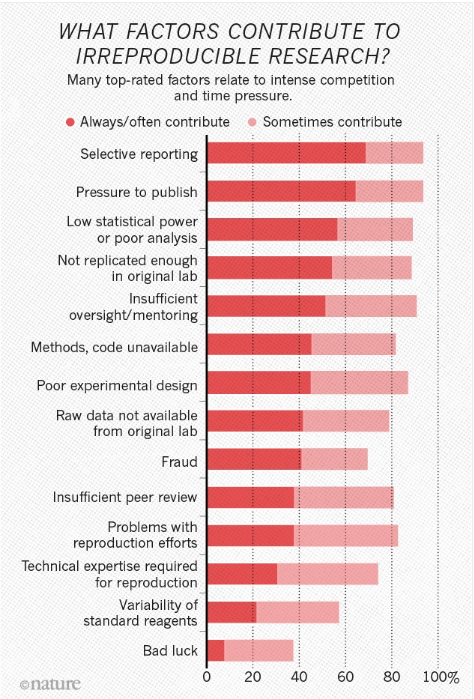 WHAT FACTORS CONTRIBUTE TO
IRREPRODUCIBLE RESEARCH?
Many top-rated factors relate to intense competition
and time pressure.
Always/often contribute Sometimes contribute
Selective reporting
Pressure to publish
Low statistical power
or poor analysis
Not replicated enough
in original lab
Insufficient
oversight/mentoring
Methods, code unavailable
Poor experimental design
Raw data not available
from original lab
Fraud
Insufficient peer review
Problems with
reproduction efforts
Technical expertise required
for reproduction
Variability of
standard reagents
Bad luck
0 20 40 60 80 100%
©nature